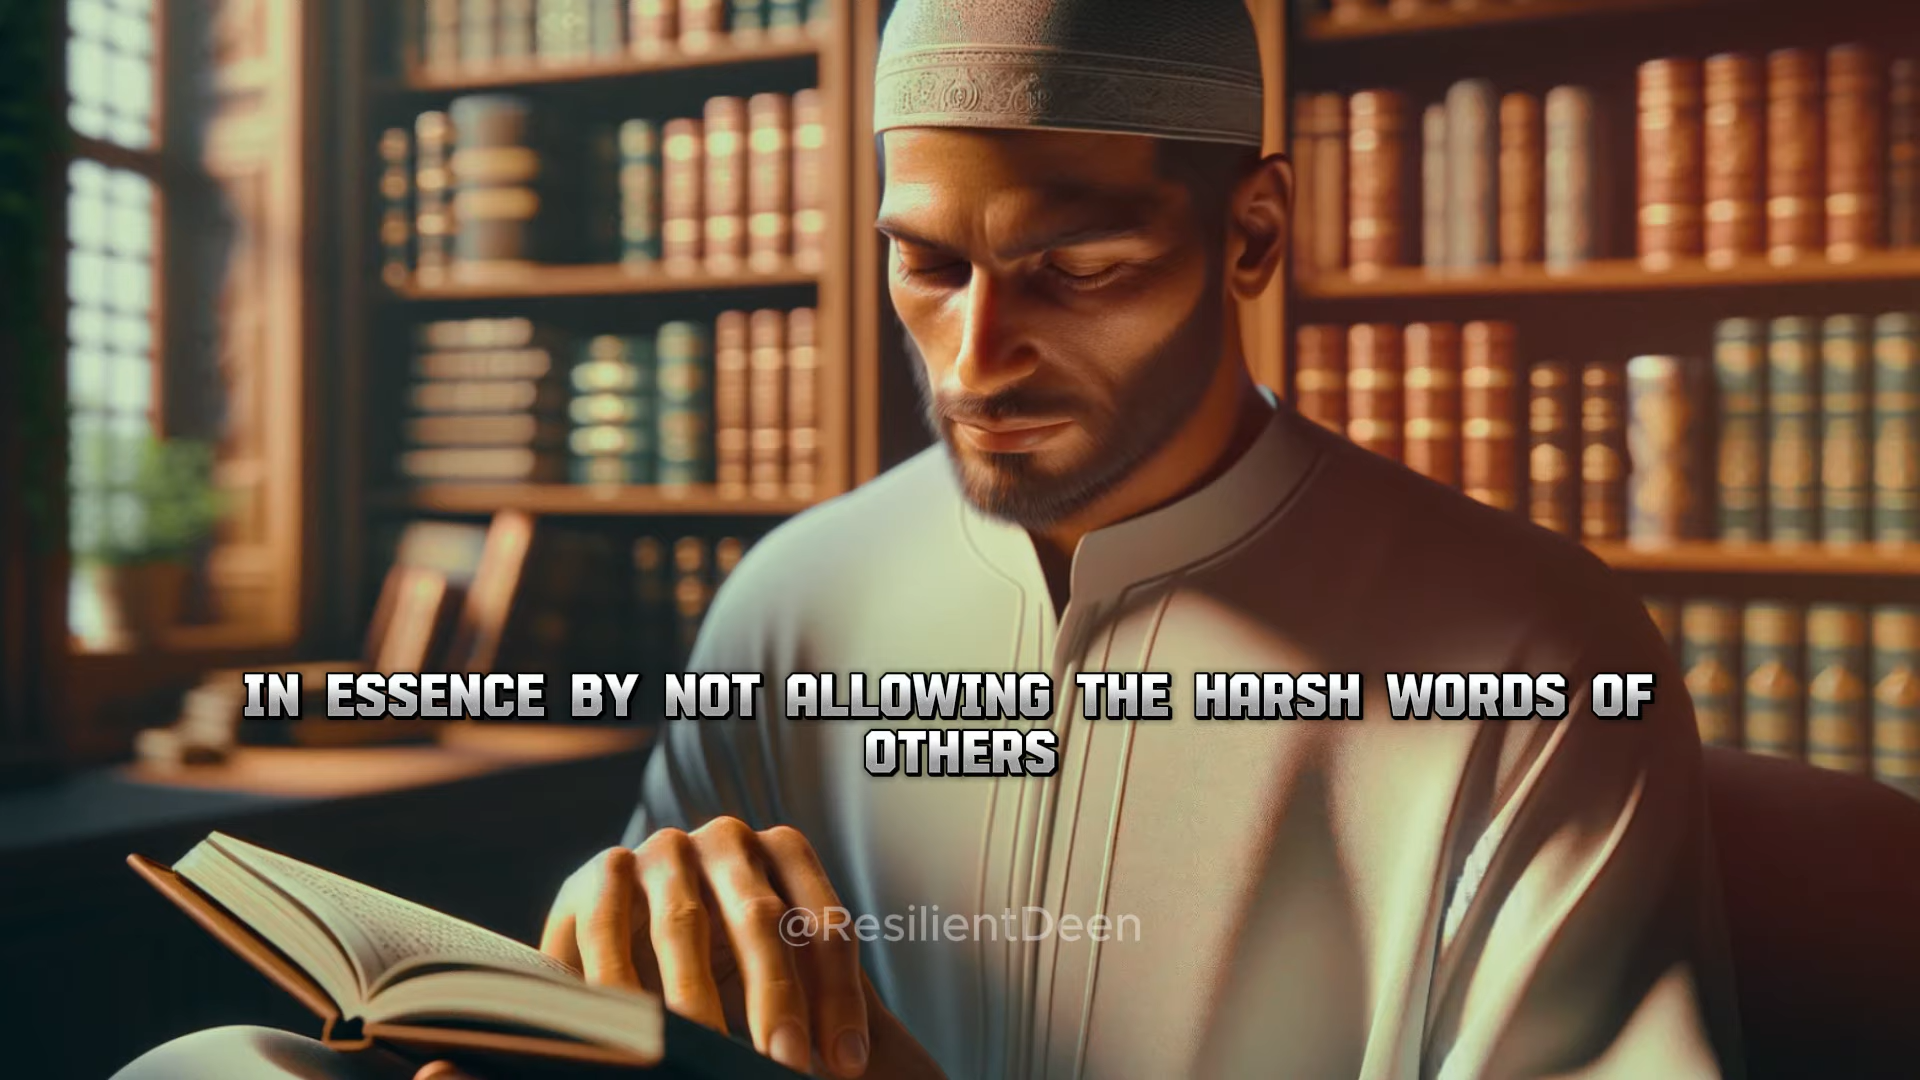 IN ESSENCE BY NOT ALLOWING THE HARSH WORDS OF
OTHERS
@ResilientDeen